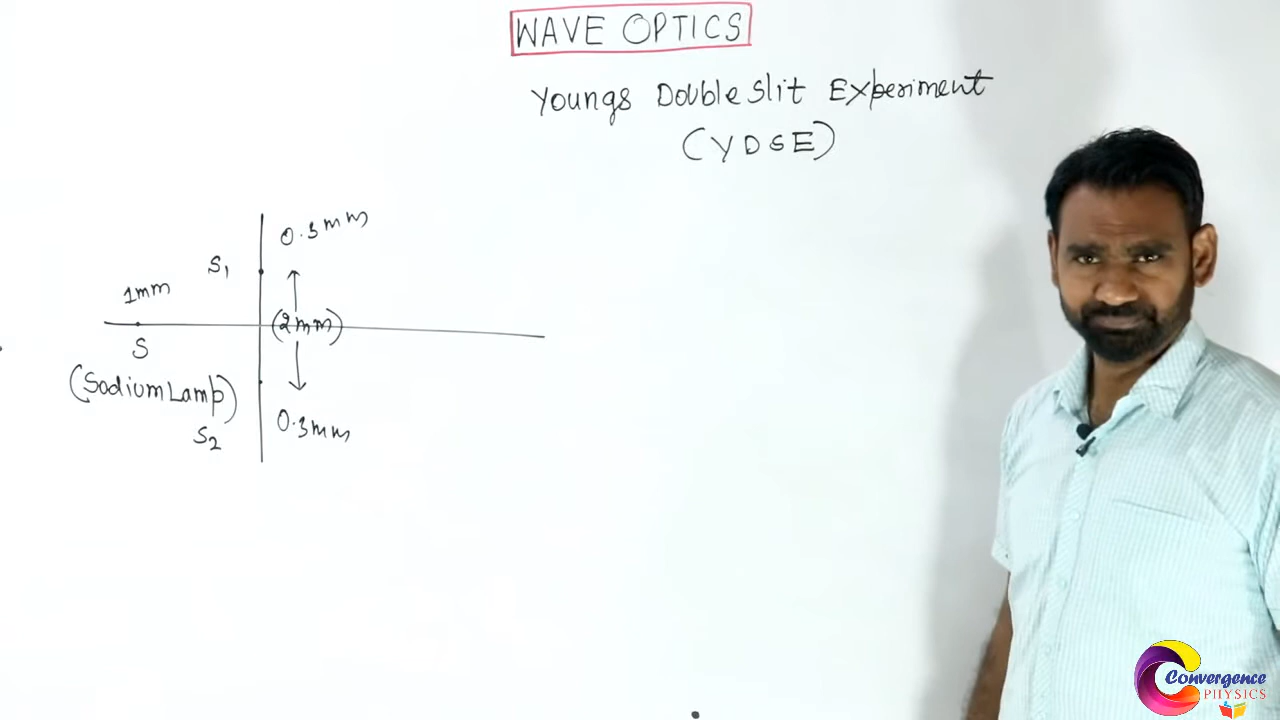 WAVE OPTICS
Youngs Double Slit Experiment
(YDSE)
0.3mm
S1
1mm
(2mm)
S
(Sodium Lamp)
0.3mm
S2
Convergence
PHYSICS